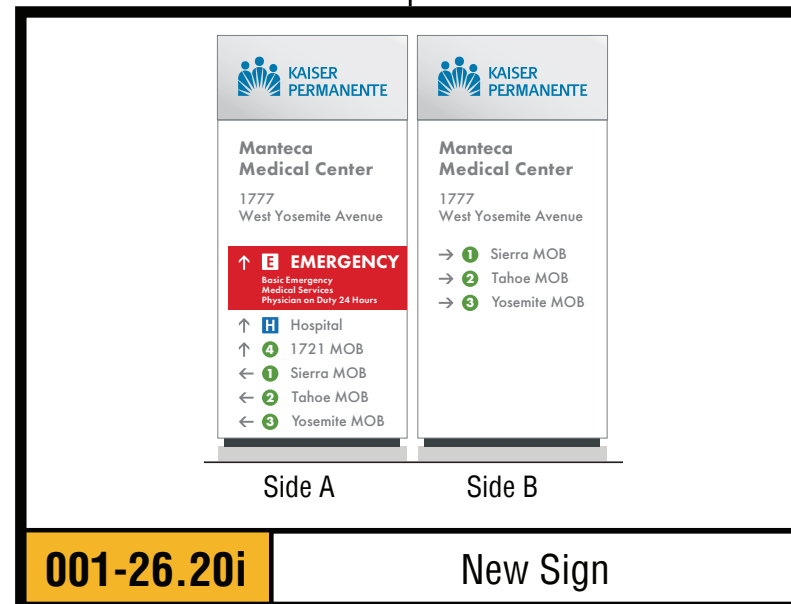 KAISER
PERMANENTE
Manteca
Medical Center
1777
West Yosemite Avenue
↑ E EMERGENCY
Basic Emergency
Medical Services
Physician on Duty 24 Hours
↑ H Hospital
↑ 4 1721 MOB
← 1 Sierra MOB
← 2 Tahoe MOB
← 3 Yosemite MOB
Side A
KAISER
PERMANENTE
Manteca
Medical Center
1777
West Yosemite Avenue
→ 1 Sierra MOB
→ 2 Tahoe MOB
→ 3 Yosemite MOB
Side B
001-26.20i
New Sign